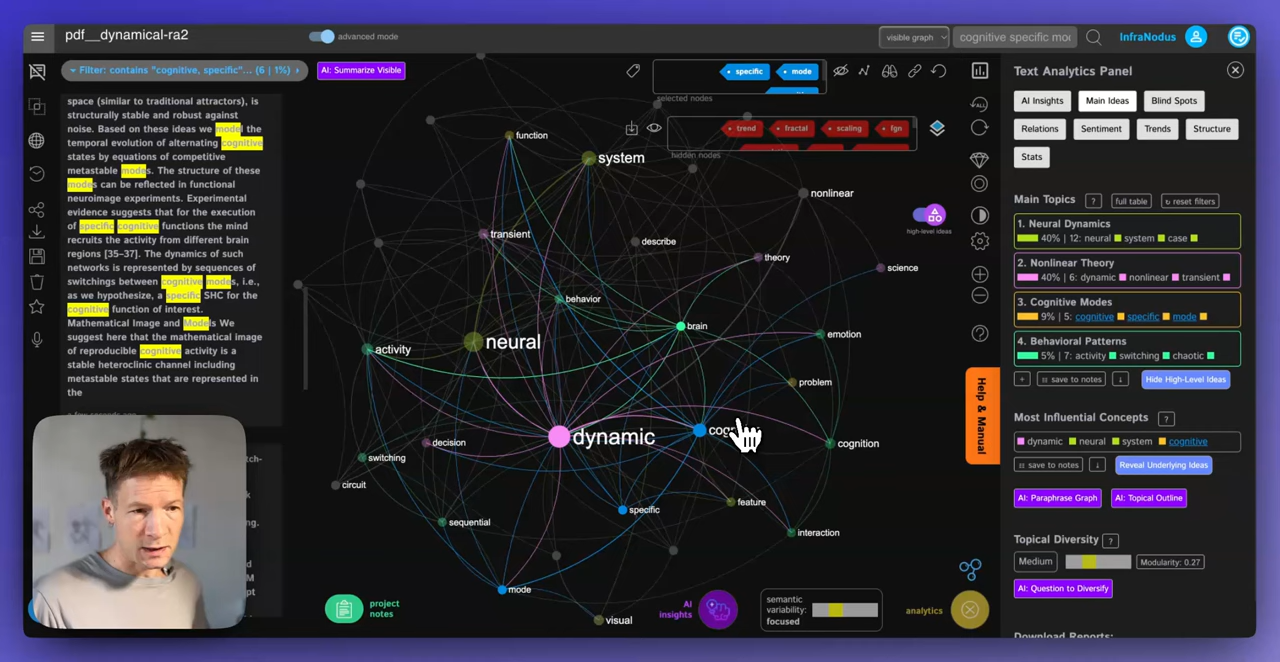 pdf__dynamical-ra2
advanced mode
visible graph
cognitive specific mo
InfraNodus
Filter: contains "cognitive, specific"... (6 | 1%)
AI: Summarize Visible
space (similar to traditional attractors), is
structurally stable and robust against
noise. Based on these ideas we model the
temporal evolution of alternating cognitive
states by equations of competitive
metastable modes. The structure of these
modes can be reflected in functional
neuroimage experiments. Experimental
evidence suggests that for the execution
of specific cognitive functions the mind
recruits the activity from different brain
regions [35–37]. The dynamics of such
networks is represented by sequences of
switchings between cognitive modes, i.e.,
as we hypothesize, a specific SHC for the
cognitive function of interest.
Mathematical Image and Models We
suggest here that the mathematical image
of reproducible cognitive activity is a
stable heteroclinic channel including
metastable states that are represented in
the
specific
mode
selected nodes
trend
fractal
scaling
fgn
hidden nodes
function
system
nonlinear
transient
describe
theory
science
high-level ideas
behavior
brain
emotion
neural
activity
problem
dynamic
cognition
decision
switching
circuit
feature
specific
sequential
interaction
mode
visual
project
notes
AI
insights
semantic
variability:
focused
analytics
ALL
Help & Manual
Text Analytics Panel
AI Insights
Main Ideas
Blind Spots
Relations
Sentiment
Trends
Structure
Stats
Main Topics
?
full table
↻ reset filters
1. Neural Dynamics
40% | 12: neural system case
2. Nonlinear Theory
40% | 6: dynamic nonlinear transient
3. Cognitive Modes
9% | 5: cognitive specific mode
4. Behavioral Patterns
5% | 7: activity switching chaotic
+
save to notes
↓
Hide High-Level Ideas
Most Influential Concepts
?
dynamic neural system cognitive
save to notes
↓
Reveal Underlying Ideas
AI: Paraphrase Graph
AI: Topical Outline
Topical Diversity
?
Medium
Modularity: 0.27
AI: Question to Diversify